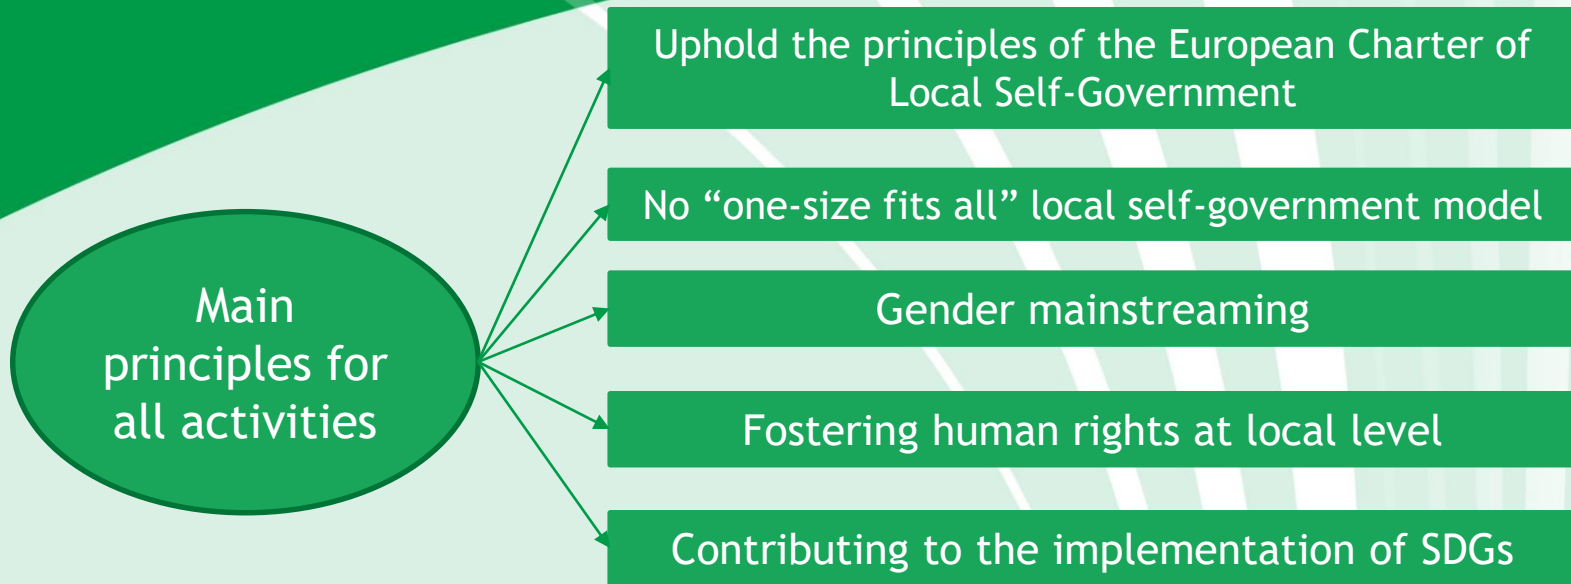 Main
principles for
all activities
Uphold the principles of the European Charter of
Local Self-Government
No “one-size fits all” local self-government model
Gender mainstreaming
Fostering human rights at local level
Contributing to the implementation of SDGs